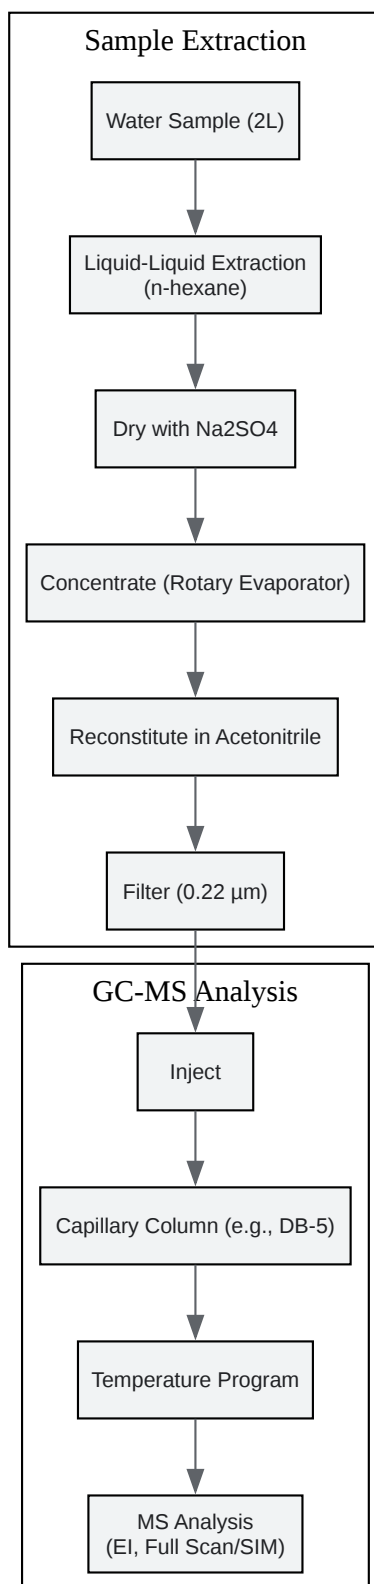 Sample Extraction
Water Sample (2L)
Liquid-Liquid Extraction
(n-hexane)
Dry with Na2SO4
Concentrate (Rotary Evaporator)
Reconstitute in Acetonitrile
Filter (0.22 µm)
GC-MS Analysis
Inject
Capillary Column (e.g., DB-5)
Temperature Program
MS Analysis
(EI, Full Scan/SIM)